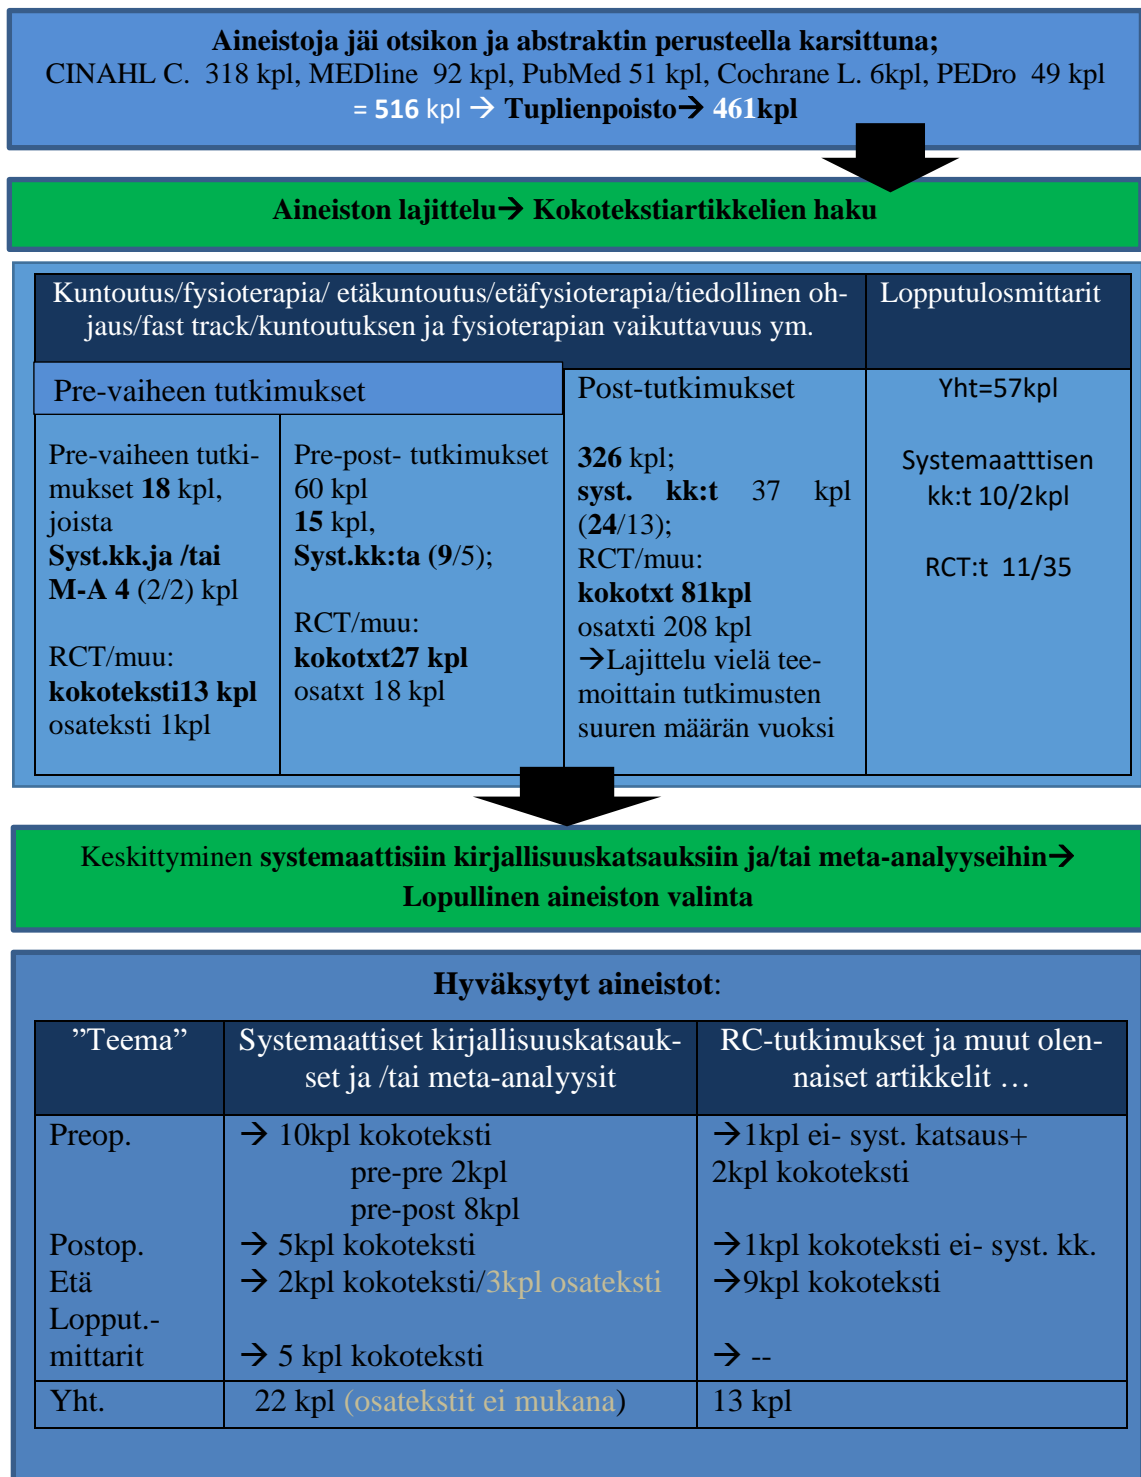 Aineistoja jäi otsikon ja abstraktin perusteella karsittuna;
CINAHL C. 318 kpl, MEDline 92 kpl, PubMed 51 kpl, Cochrane L. 6kpl, PEDro 49 kpl
= 516 kpl → Tuplienpoisto→ 461kpl
Aineiston lajittelu→ Kokotekstiartikkelien haku
Kuntoutus/fysioterapia/ etäkuntoutus/etäfysioterapia/tiedollinen oh-
jaus/fast track/kuntoutuksen ja fysioterapian vaikuttavuus ym.
Lopputulosmittarit
Pre-vaiheen tutkimukset
Pre-vaiheen tutki-
mukset 18 kpl,
joista
Syst.kk.ja /tai
M-A 4 (2/2) kpl
RCT/muu:
kokoteksti13 kpl
osateksti 1kpl
Pre-post- tutkimukset
60 kpl
15 kpl,
Syst.kk:ta (9/5);
RCT/muu:
kokotxt27 kpl
osatxt 18 kpl
Post-tutkimukset
326 kpl;
syst. kk:t 37 kpl
(24/13);
RCT/muu:
kokotxt 81kpl
osatxti 208 kpl
→Lajittelu vielä tee-
moittain tutkimusten
suuren määrän vuoksi
Yht=57kpl
Systemaatttisen
kk:t 10/2kpl
RCT:t 11/35
Keskittyminen systemaattisiin kirjallisuuskatsauksiin ja/tai meta-analyyseihin→
Lopullinen aineiston valinta
Hyväksytyt aineistot:
”Teema”
Systemaattiset kirjallisuuskatsauk-
set ja /tai meta-analyysit
RC-tutkimukset ja muut olen-
naiset artikkelit …
Preop.
→ 10kpl kokoteksti
pre-pre 2kpl
pre-post 8kpl
→1kpl ei- syst. katsaus+
2kpl kokoteksti
Postop.
→ 5kpl kokoteksti
→1kpl kokoteksti ei- syst. kk.
Etä
→ 2kpl kokoteksti/3kpl osateksti
→9kpl kokoteksti
Lopput.-
mittarit
→ 5 kpl kokoteksti
→ --
Yht.
22 kpl (osatekstit ei mukana)
13 kpl